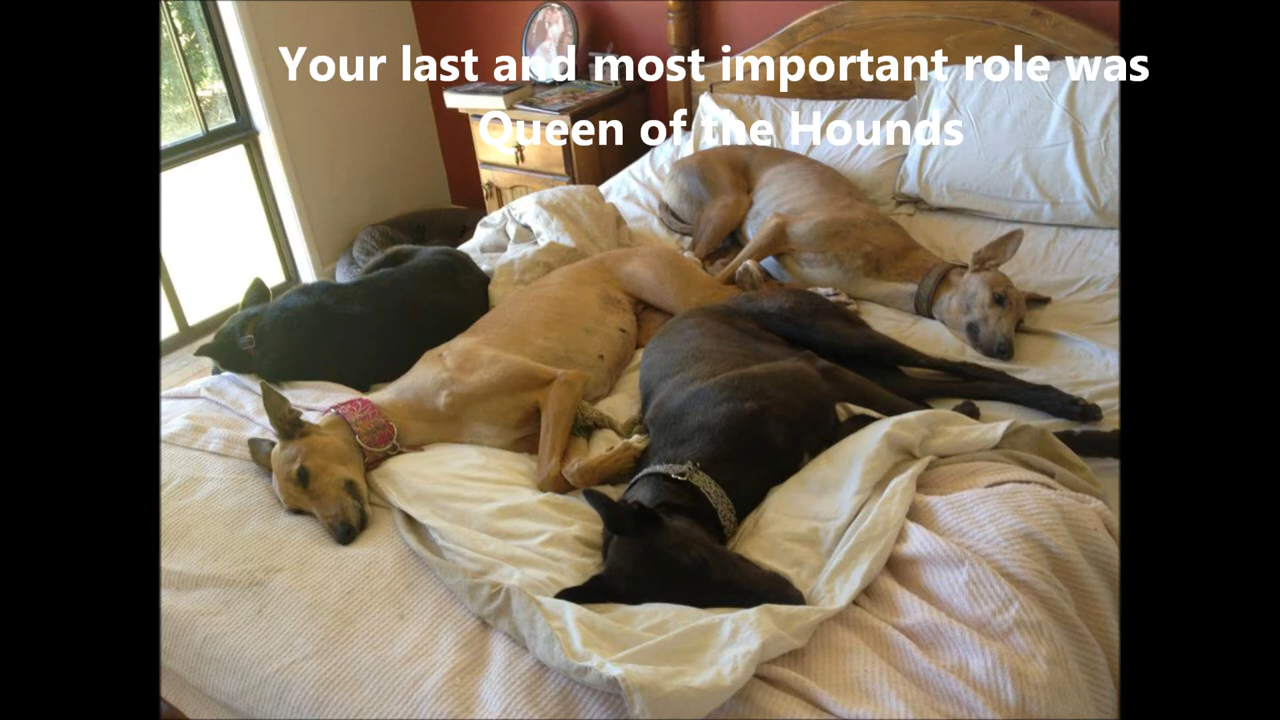 Your last and most important role was
Queen of the Hounds